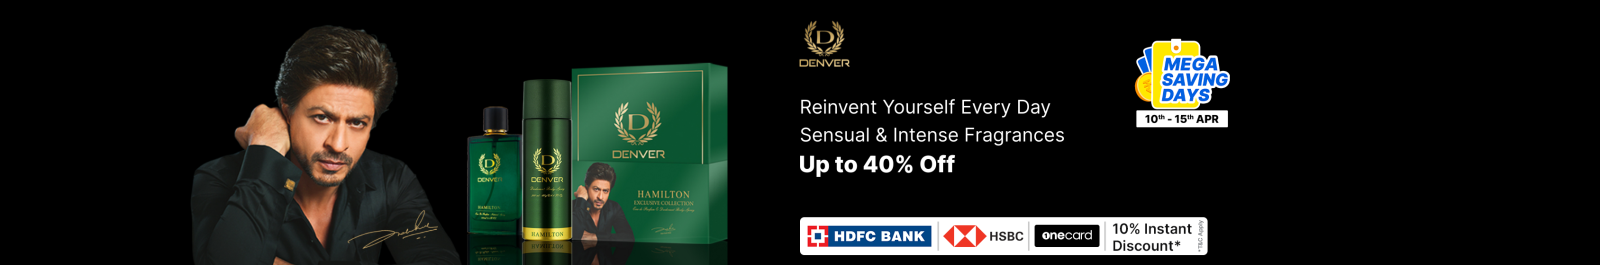 DENVER
MEGA
SAVING
DAYS
10th - 15th APR
Reinvent Yourself Every Day
Sensual & Intense Fragrances
Up to 40% Off
D
DENVER
HAMILTON
D
DENVER
HAMILTON
D
DENVER
HAMILTON
EXCLUSIVE COLLECTION
HDFC BANK
HSBC
onecard
10% Instant
Discount*
*T&C Apply